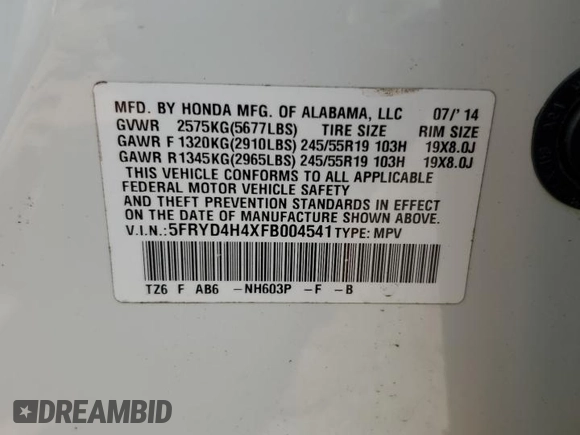 MFD. BY HONDA MFG. OF ALABAMA, LLC 07/'14
GVWR 2575KG(5677LBS) TIRE SIZE RIM SIZE
GAWR F 1320KG(2910LBS) 245/55R19 103H 19X8.0J
GAWR R1345KG(2965LBS) 245/55R19 103H 19X8.0J
THIS VEHICLE CONFORMS TO ALL APPLICABLE
FEDERAL MOTOR VEHICLE SAFETY
AND THEFT PREVENTION STANDARDS IN EFFECT
ON THE DATE OF MANUFACTURE SHOWN ABOVE.
V.I.N.: 5FRYD4H4XFB004541 TYPE: MPV
TZ6 F AB6 -NH603P -F -B
DREAMBID